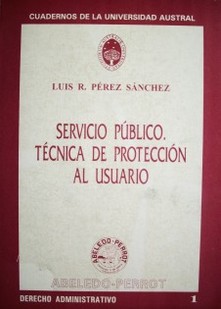 CUADERNOS DE LA UNIVERSIDAD AUSTRAL
LUIS R. PÉREZ SÁNCHEZ
SERVICIO PÚBLICO.
TÉCNICA DE PROTECCIÓN
AL USUARIO
ABELEDO-PERROT
ABELEDO-PERROT
DERECHO ADMINISTRATIVO 1